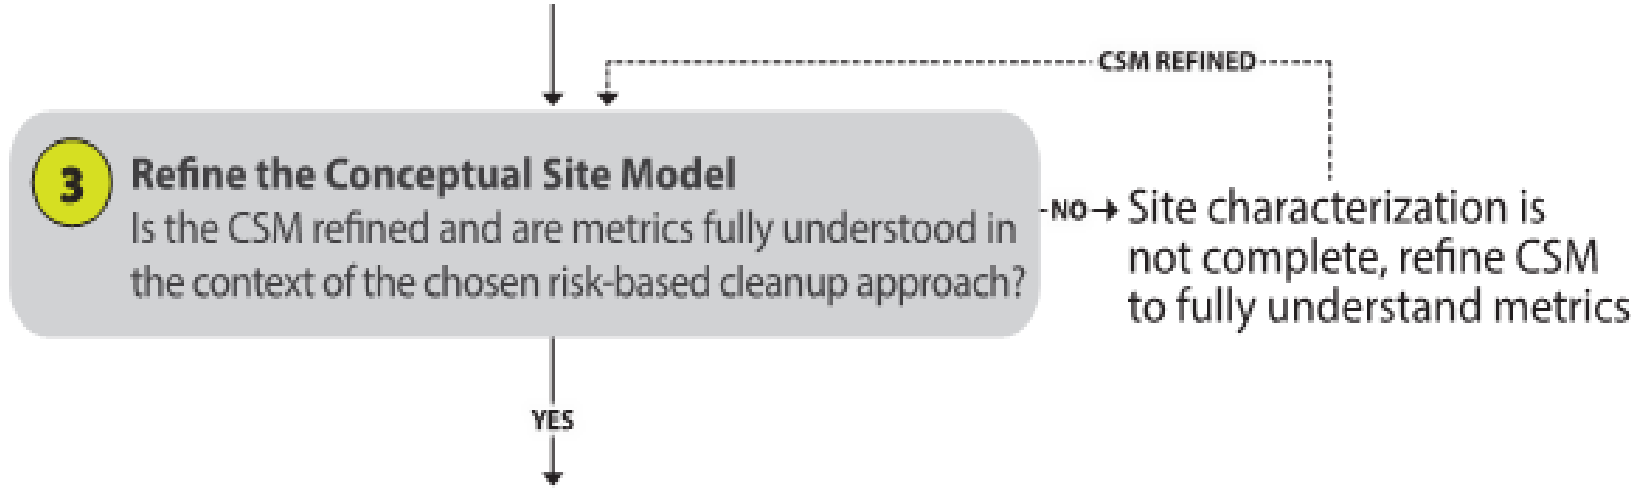 CSM REFINED
3
Refine the Conceptual Site Model
Is the CSM refined and are metrics fully understood in
the context of the chosen risk-based cleanup approach?
NO
Site characterization is
not complete, refine CSM
to fully understand metrics
YES